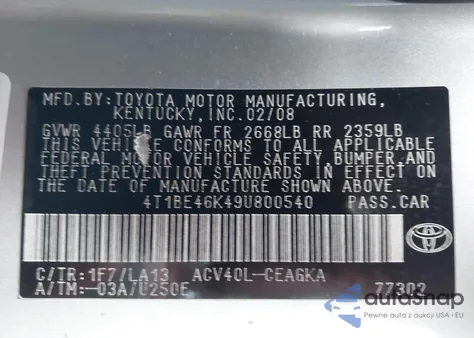 MFD.BY:TOYOTA MOTOR MANUFACTURING,
KENTUCKY,INC.02/08
GVWR 4405LB GAWR FR 2668LB RR 2359LB
THIS VEHICLE CONFORMS TO ALL APPLICABLE
FEDERAL MOTOR VEHICLE SAFETY,BUMPER,AND
THEFT PREVENTION STANDARDS IN EFFECT ON
THE DATE OF MANUFACTURE SHOWN ABOVE.
4T1BE46K49U800540 PASS.CAR
C/TR:1F7/LA13 ACV40L-CEAGKA
A/TM:-03A/U250E 77302
autoSnap
Pewne auta z aukcji USA i EU